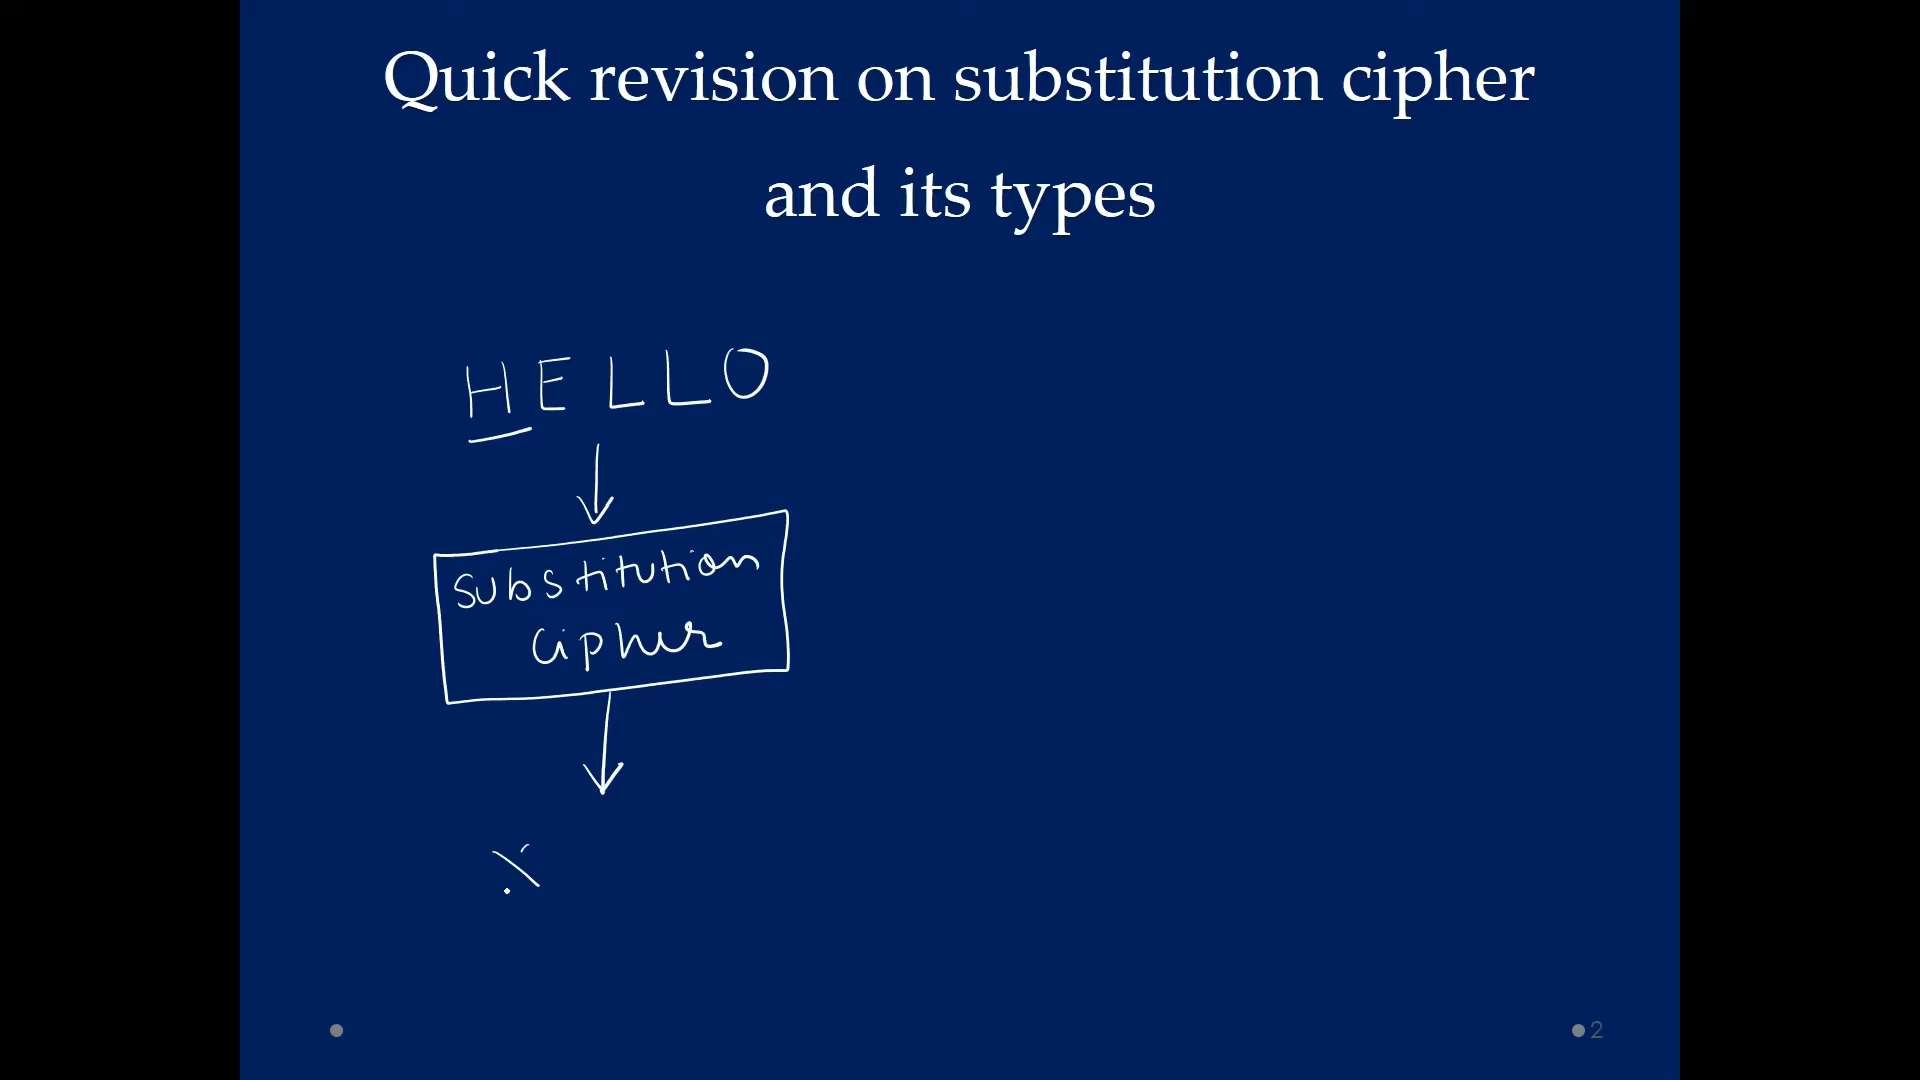 Quick revision on substitution cipher
and its types
HELLO
Substitution
Cipher
2